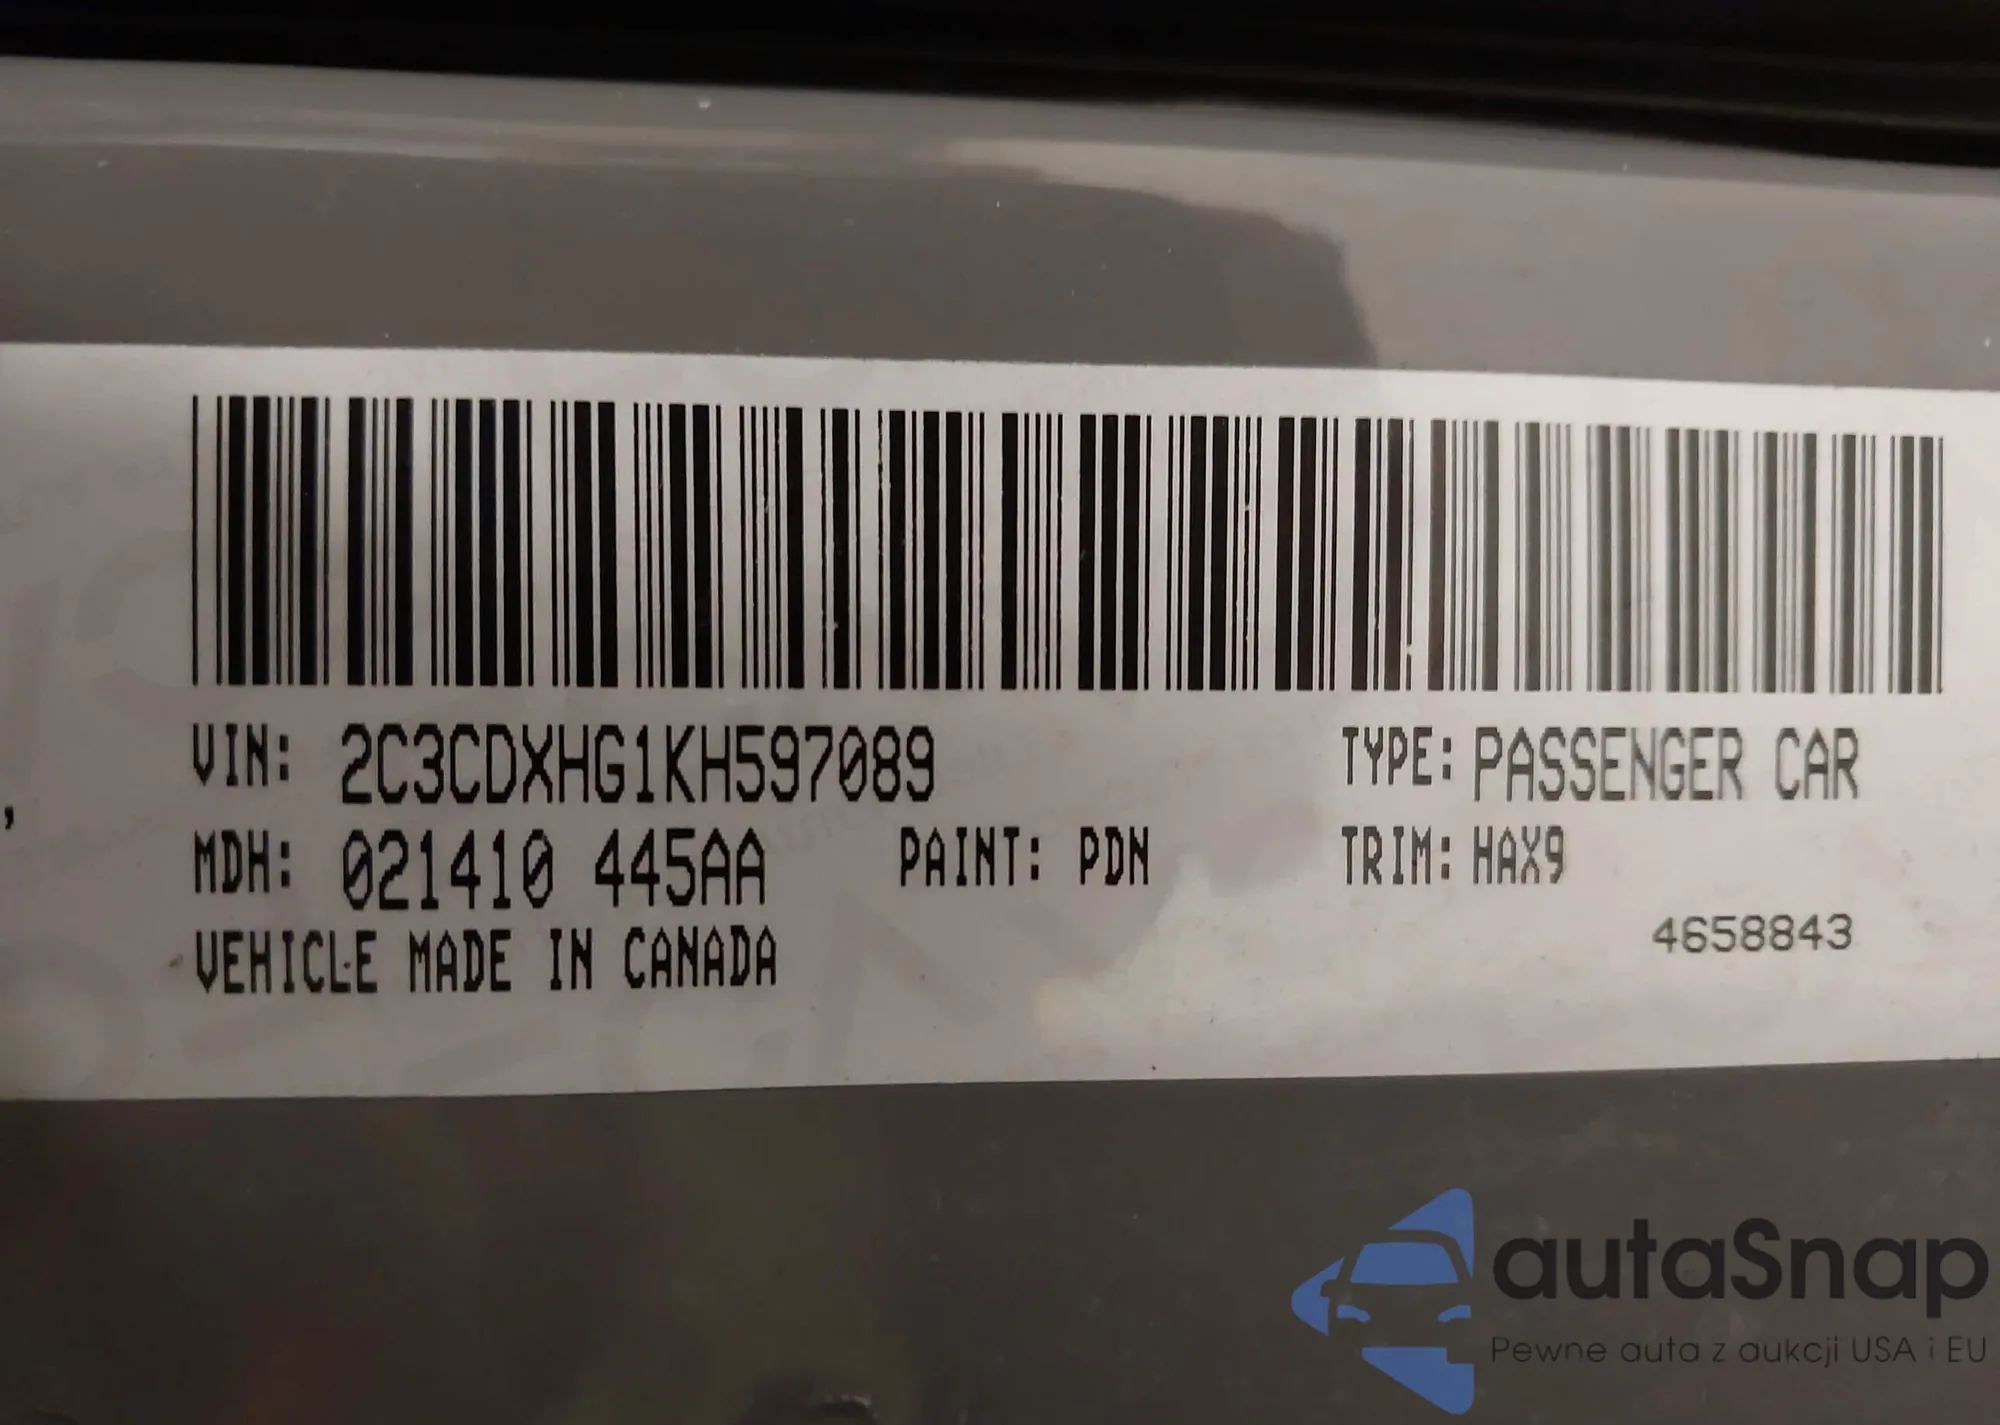 VIN: 2C3CDXHG1KH597089 TYPE: PASSENGER CAR
MDH: 021410 445AA PAINT: PDN TRIM: HAX9
4658843
VEHICLE MADE IN CANADA
autaSnap
Pewne auta z aukcji USA i EU